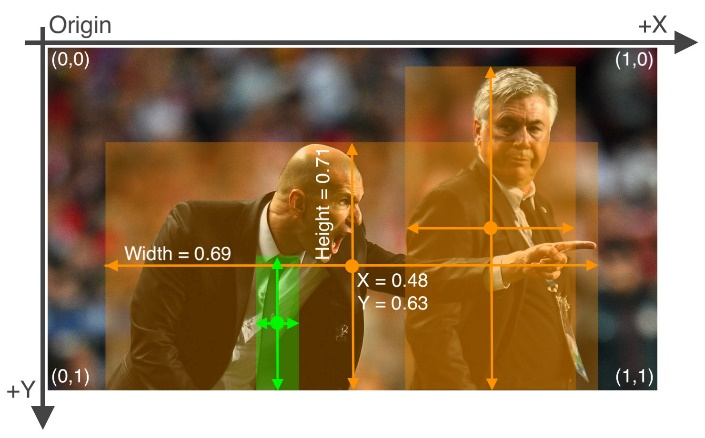 Origin
+X
(0,0)
(1,0)
Height = 0.71
Width = 0.69
X = 0.48
Y = 0.63
+Y
(0,1)
(1,1)